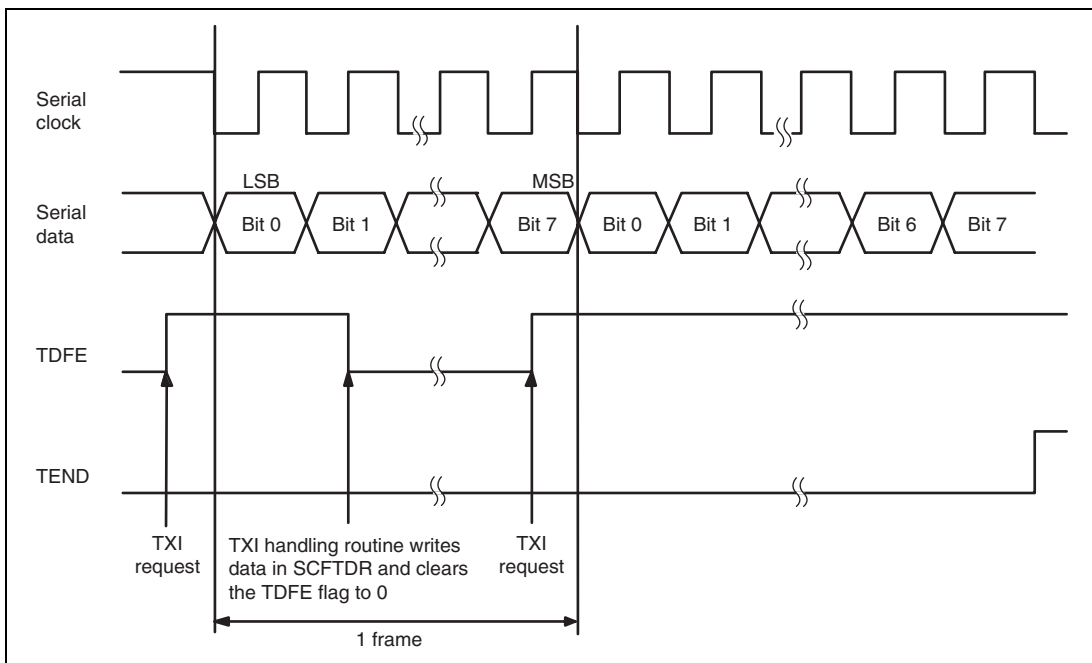 Serial
clock
LSB
MSB
Serial
data
Bit 0
Bit 1
Bit 7
Bit 0
Bit 1
Bit 6
Bit 7
TDFE
TEND
TXI
request
TXI handling routine writes
data in SCFTDR and clears
the TDFE flag to 0
TXI
request
1 frame